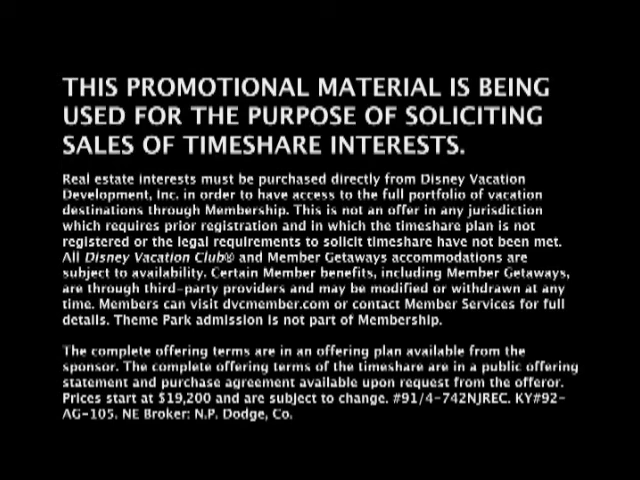 THIS PROMOTIONAL MATERIAL IS BEING
USED FOR THE PURPOSE OF SOLICITING
SALES OF TIMESHARE INTERESTS.
Real estate interests must be purchased directly from Disney Vacation
Development, Inc. in order to have access to the full portfolio of vacation
destinations through Membership. This is not an offer in any jurisdiction
which requires prior registration and in which the timeshare plan is not
registered or the legal requirements to solicit timeshare have not been met.
All Disney Vacation Club® and Member Getaways accommodations are
subject to availability. Certain Member benefits, including Member Getaways,
are through third-party providers and may be modified or withdrawn at any
time. Members can visit dvcmember.com or contact Member Services for full
details. Theme Park admission is not part of Membership.
The complete offering terms are in an offering plan available from the
sponsor. The complete offering terms of the timeshare are in a public offering
statement and purchase agreement available upon request from the offeror.
Prices start at $19,200 and are subject to change. #91/4-742NJREC. KY#92-
AG-105. NE Broker: N.P. Dodge, Co.